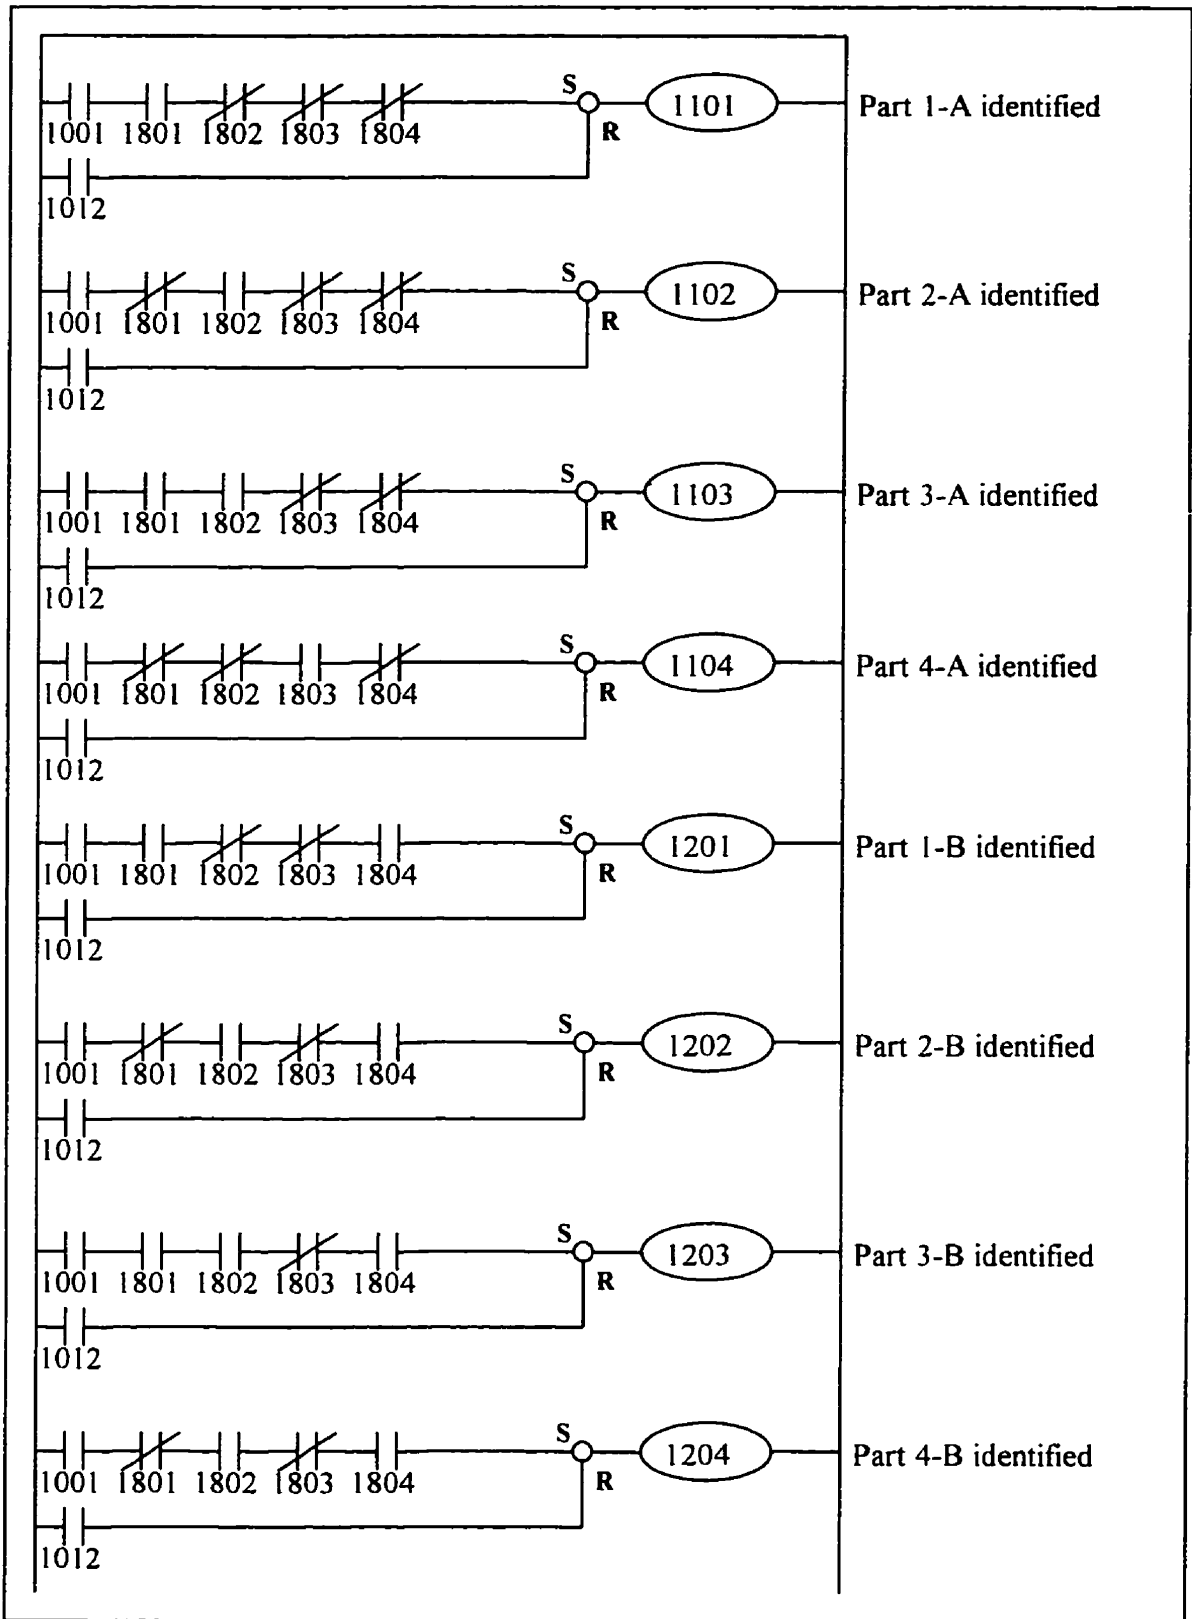 S
1101
Part 1-A identified
1001 1801 1802 1803 1804
R
1012
S
1102
Part 2-A identified
1001 1801 1802 1803 1804
R
1012
S
1103
Part 3-A identified
1001 1801 1802 1803 1804
R
1012
S
1104
Part 4-A identified
1001 1801 1802 1803 1804
R
1012
S
1201
Part 1-B identified
1001 1801 1802 1803 1804
R
1012
S
1202
Part 2-B identified
1001 1801 1802 1803 1804
R
1012
S
1203
Part 3-B identified
1001 1801 1802 1803 1804
R
1012
S
1204
Part 4-B identified
1001 1801 1802 1803 1804
R
1012